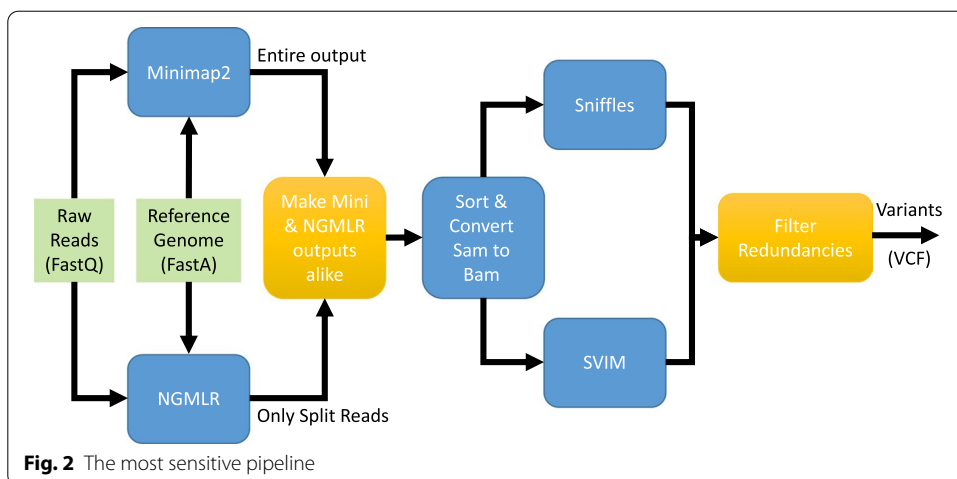 Minimap2
Entire output
Sniffles
Raw
Reads
(FastQ)
Reference
Genome
(FastA)
Make Mini
& NGMLR
outputs
alike
Sort &
Convert
Sam to
Bam
Filter
Redundancies
Variants
(VCF)
NGMLR
Only Split Reads
SVIM
Fig. 2 The most sensitive pipeline